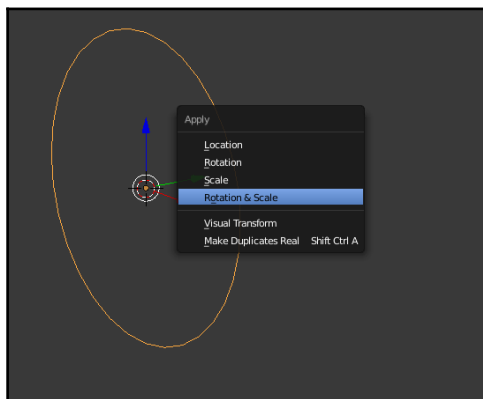 Apply
Location
Rotation
Scale
Rotation & Scale
Visual Transform
Make Duplicates Real Shift Ctrl A